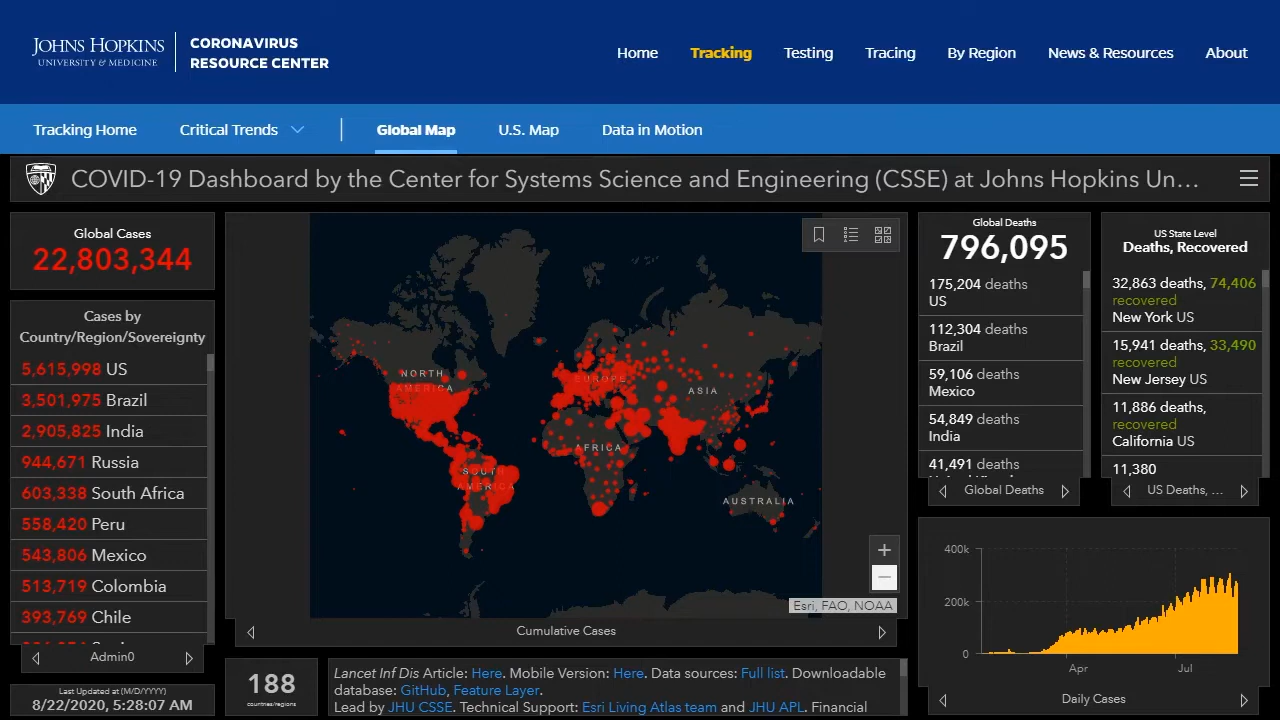 JOHNS HOPKINS
UNIVERSITY & MEDICINE
CORONAVIRUS
RESOURCE CENTER
Home
Tracking
Testing
Tracing
By Region
News & Resources
About
Tracking Home
Critical Trends
Global Map
U.S. Map
Data in Motion
COVID-19 Dashboard by the Center for Systems Science and Engineering (CSSE) at Johns Hopkins Un...
Global Cases
22,803,344
Cases by
Country/Region/Sovereignty
5,615,998 US
3,501,975 Brazil
2,905,825 India
944,671 Russia
603,338 South Africa
558,420 Peru
543,806 Mexico
513,719 Colombia
393,769 Chile
Admin0
Last Updated at (M/D/YYYY)
8/22/2020, 5:28:07 AM
NORTH
AMERICA
SOUTH
AMERICA
EUROPE
ASIA
AFRICA
AUSTRALIA
+
−
Esri, FAO, NOAA
Cumulative Cases
188
countries/regions
Lancet Inf Dis Article: Here. Mobile Version: Here. Data sources: Full list. Downloadable
database: GitHub, Feature Layer.
Lead by JHU CSSE. Technical Support: Esri Living Atlas team and JHU APL. Financial
Global Deaths
796,095
175,204 deaths
US
112,304 deaths
Brazil
59,106 deaths
Mexico
54,849 deaths
India
41,491 deaths
Global Deaths
US State Level
Deaths, Recovered
32,863 deaths, 74,406
recovered
New York US
15,941 deaths, 33,490
recovered
New Jersey US
11,886 deaths,
recovered
California US
11,380
US Deaths, ...
400k
200k
0
Apr
Jul
Daily Cases